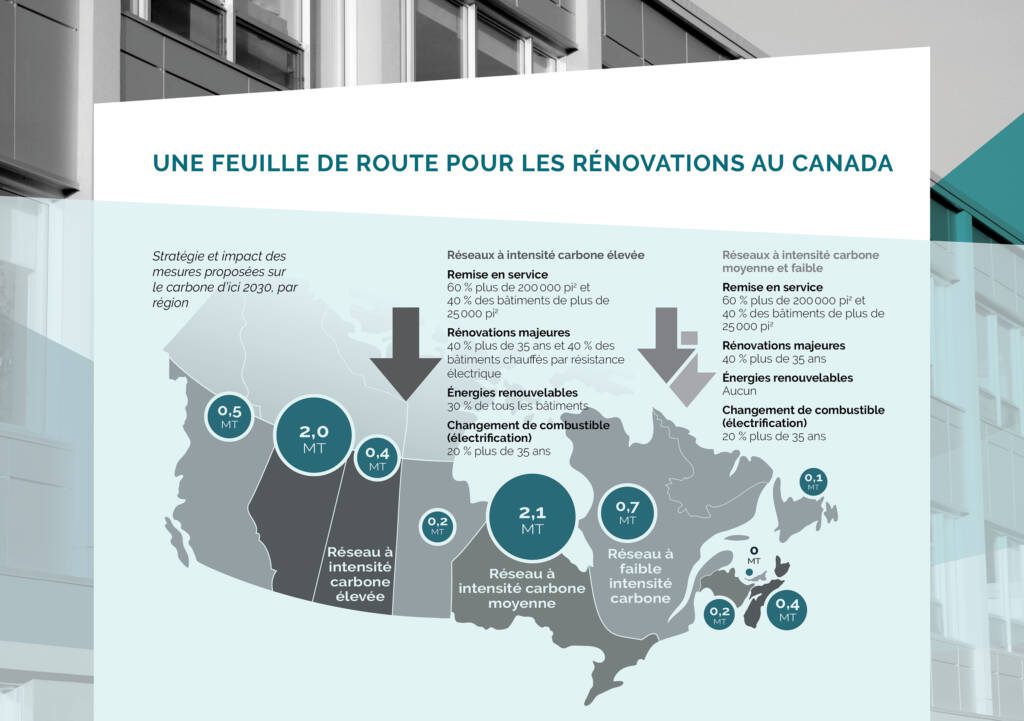 UNE FEUILLE DE ROUTE POUR LES RÉNOVATIONS AU CANADA
Stratégie et impact des
mesures proposées sur
le carbone d'ici 2030, par
région
Réseaux à intensité carbone élevée
Remise en service
60 % plus de 200 000 pi² et
40 % des bâtiments de plus de
25 000 pi²
Rénovations majeures
40 % plus de 35 ans et 40 % des
bâtiments chauffés par résistance
électrique
Énergies renouvelables
30 % de tous les bâtiments
Changement de combustible
(électrification)
20 % plus de 35 ans
Réseaux à intensité carbone
moyenne et faible
Remise en service
60 % plus de 200 000 pi² et
40 % des bâtiments de plus de
25 000 pi²
Rénovations majeures
40 % plus de 35 ans
Énergies renouvelables
Aucun
Changement de combustible
(électrification)
20 % plus de 35 ans
0,5
MT
2,0
MT
0,4
MT
0,2
MT
2,1
MT
0,7
MT
0,1
MT
0
MT
0,2
MT
0,4
MT
Réseau à
intensité
carbone
élevée
Réseau à
intensité carbone
moyenne
Réseau à
faible
intensité
carbone